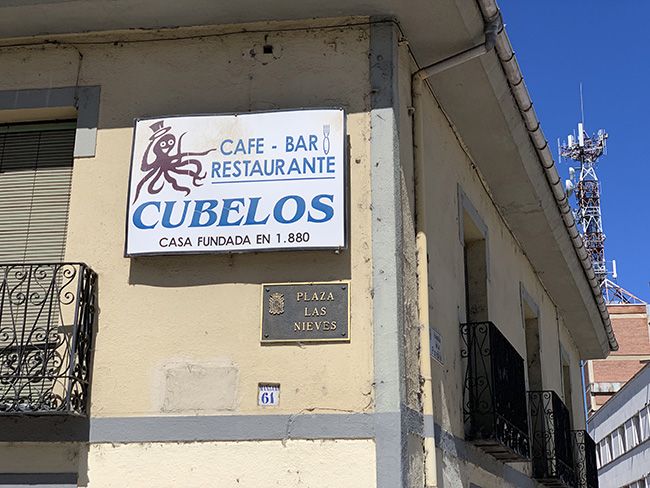 CAFE - BAR
RESTAURANTE
CUBELOS
CASA FUNDADA EN 1.880
PLAZA
LAS
NIEVES
61